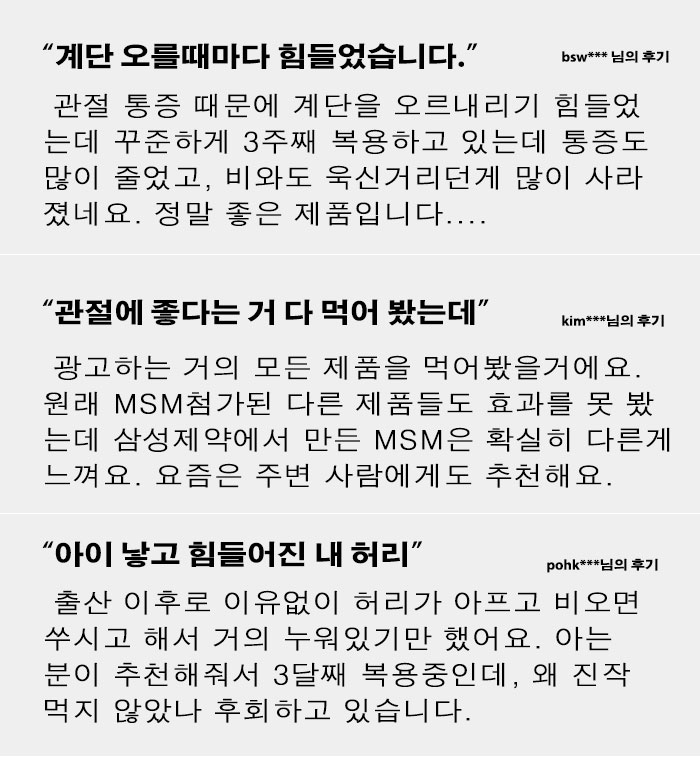 “계단 오를때마다 힘들었습니다.” bsw*** 님의 후기
관절 통증 때문에 계단을 오르내리기 힘들었
는데 꾸준하게 3주째 복용하고 있는데 통증도
많이 줄었고, 비와도 욱신거리던게 많이 사라
졌네요. 정말 좋은 제품입니다....
“관절에 좋다는 거 다 먹어 봤는데” kim***님의 후기
광고하는 거의 모든 제품을 먹어봤을거에요.
원래 MSM첨가된 다른 제품들도 효과를 못 봤
는데 삼성제약에서 만든 MSM은 확실히 다른게
느껴요. 요즘은 주변 사람에게도 추천해요.
“아이 낳고 힘들어진 내 허리” pohk***님의 후기
출산 이후로 이유없이 허리가 아프고 비오면
쑤시고 해서 거의 누워있기만 했어요. 아는
분이 추천해줘서 3달째 복용중인데, 왜 진작
먹지 않았나 후회하고 있습니다.